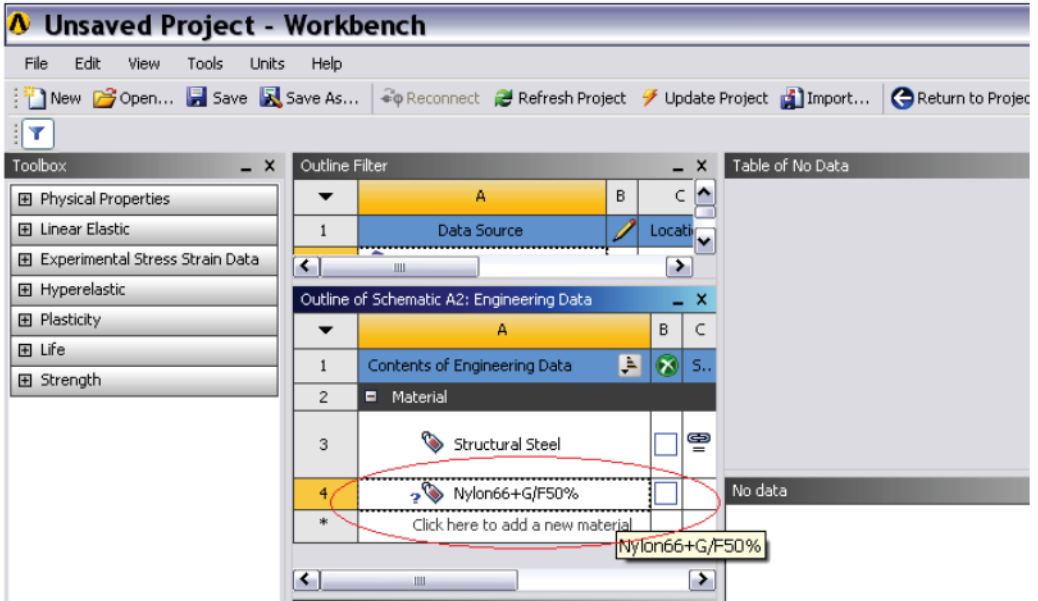 Unsaved Project - Workbench
File Edit View Tools Units Help
New Open... Save Save As... Reconnect Refresh Project Update Project Import... Return to Projec
Toolbox
Physical Properties
Linear Elastic
Experimental Stress Strain Data
Hyperelastic
Plasticity
Life
Strength
Outline Filter
A B C
1 Data Source Locati
Outline of Schematic A2: Engineering Data
A B C
1 Contents of Engineering Data S..
2 Material
3 Structural Steel
4 ? Nylon66+G/F50%
* Click here to add a new material
Nylon66+G/F50%
Table of No Data
No data